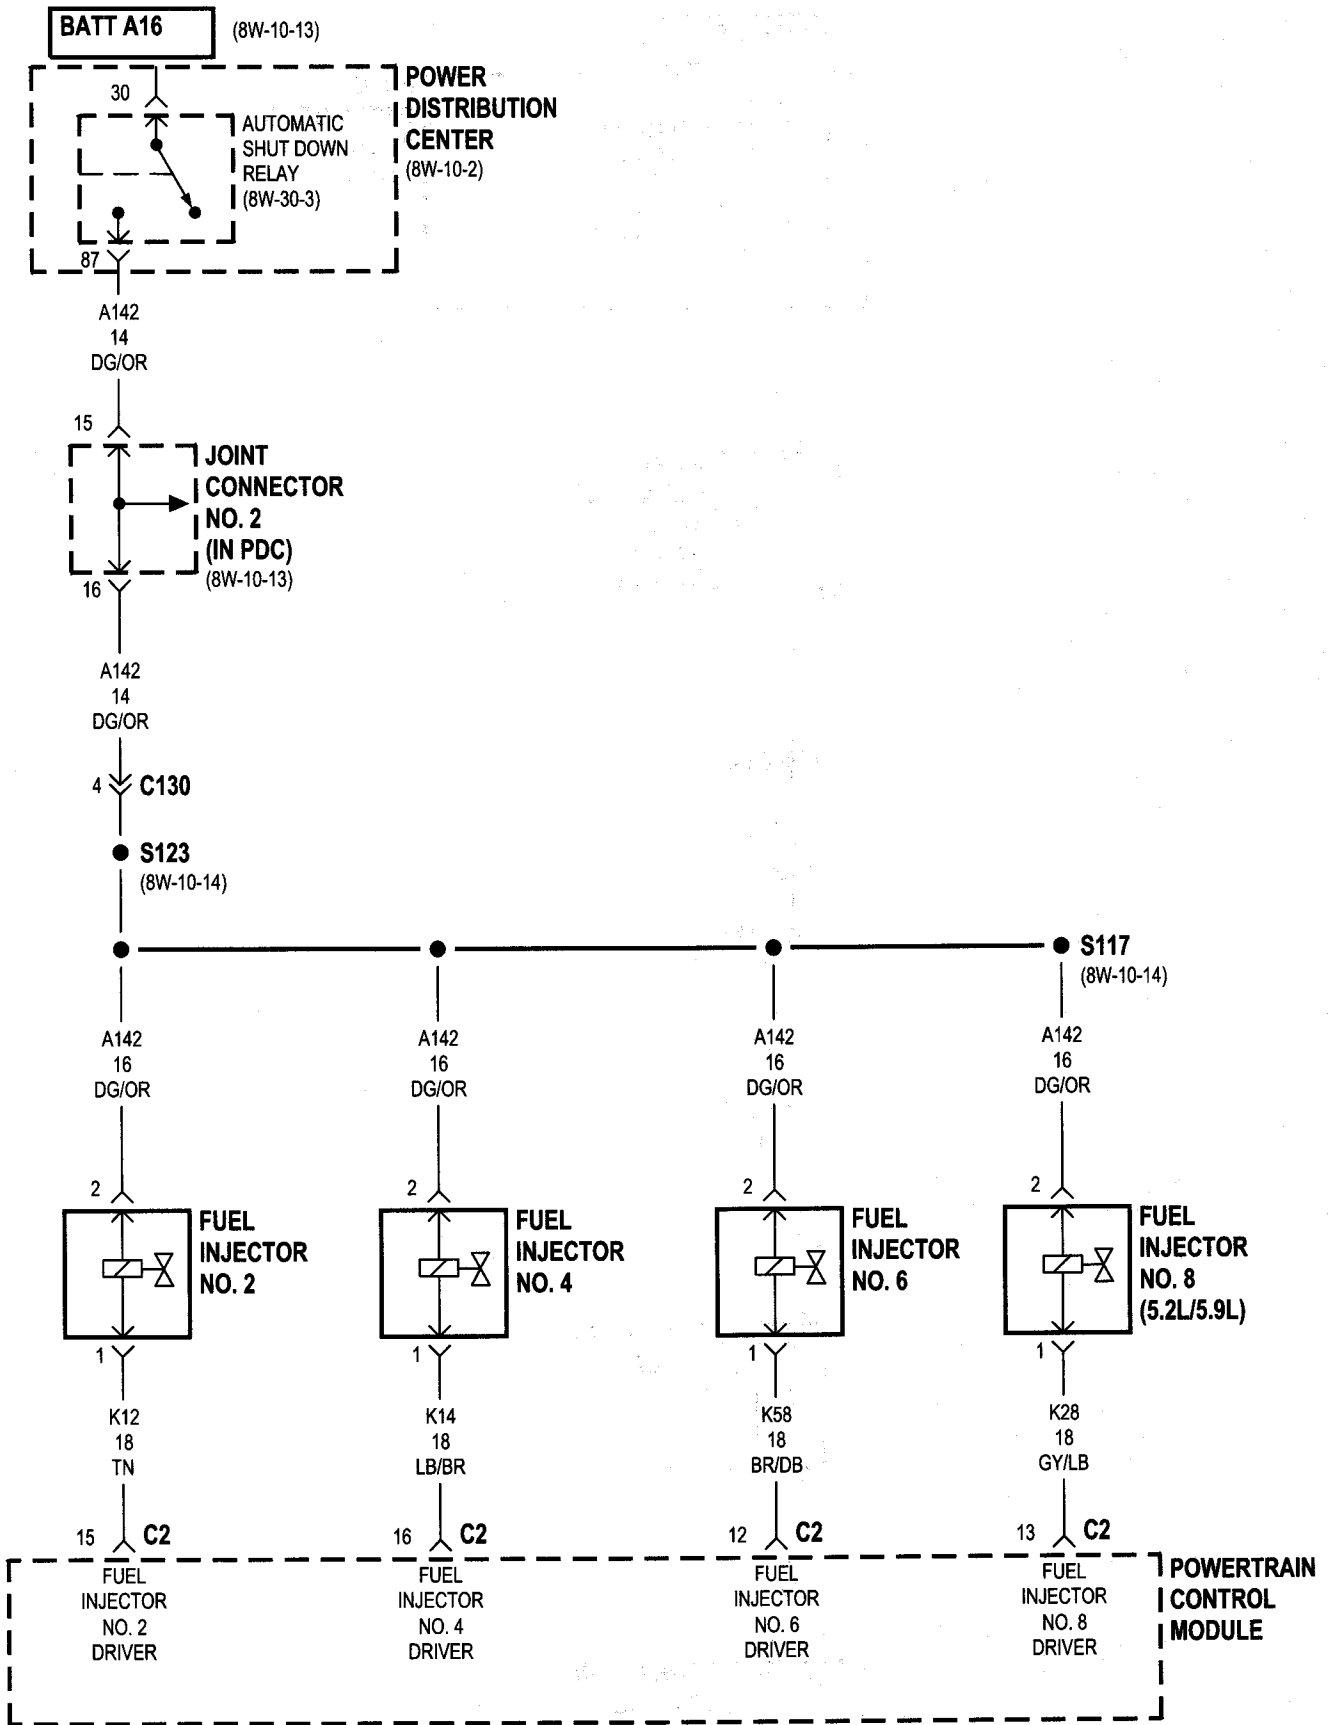 BATT A16
(8W-10-13)
30
POWER
DISTRIBUTION
CENTER
(8W-10-2)
AUTOMATIC
SHUT DOWN
RELAY
(8W-30-3)
87
A142
14
DG/OR
15
JOINT
CONNECTOR
NO. 2
(IN PDC)
(8W-10-13)
16
A142
14
DG/OR
4
C130
S123
(8W-10-14)
S117
(8W-10-14)
A142
16
DG/OR
A142
16
DG/OR
A142
16
DG/OR
A142
16
DG/OR
2
FUEL
INJECTOR
NO. 2
2
FUEL
INJECTOR
NO. 4
2
FUEL
INJECTOR
NO. 6
2
FUEL
INJECTOR
NO. 8
(5.2L/5.9L)
1
K12
18
TN
1
K14
18
LB/BR
1
K58
18
BR/DB
1
K28
18
GY/LB
15
C2
16
C2
12
C2
13
C2
FUEL
INJECTOR
NO. 2
DRIVER
FUEL
INJECTOR
NO. 4
DRIVER
FUEL
INJECTOR
NO. 6
DRIVER
FUEL
INJECTOR
NO. 8
DRIVER
POWERTRAIN
CONTROL
MODULE